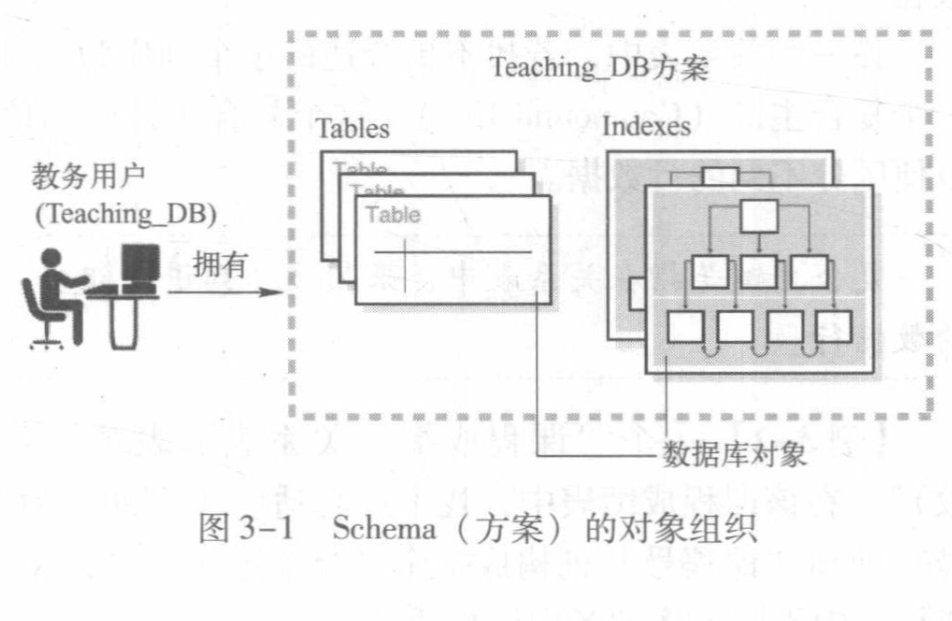 Teaching_DB方案
Tables
Indexes
Table
Table
Table
教务用户
(Teaching_DB)
拥有
数据库对象
图 3-1 Schema（方案）的对象组织